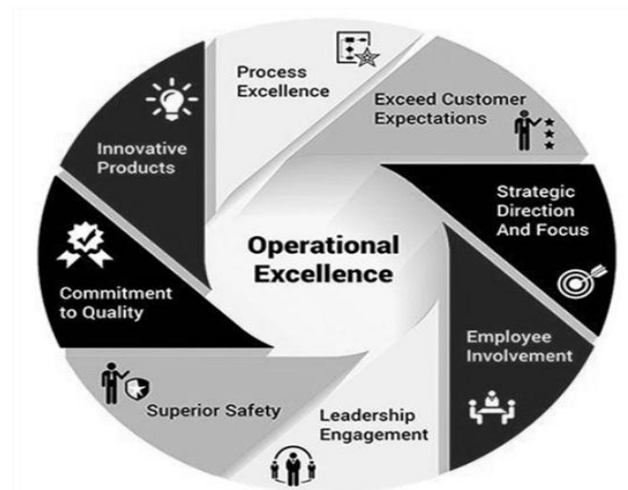 Process
Excellence
Exceed Customer
Expectations
Strategic
Direction
And Focus
Employee
Involvement
Leadership
Engagement
Superior Safety
Commitment
to Quality
Innovative
Products
Operational
Excellence